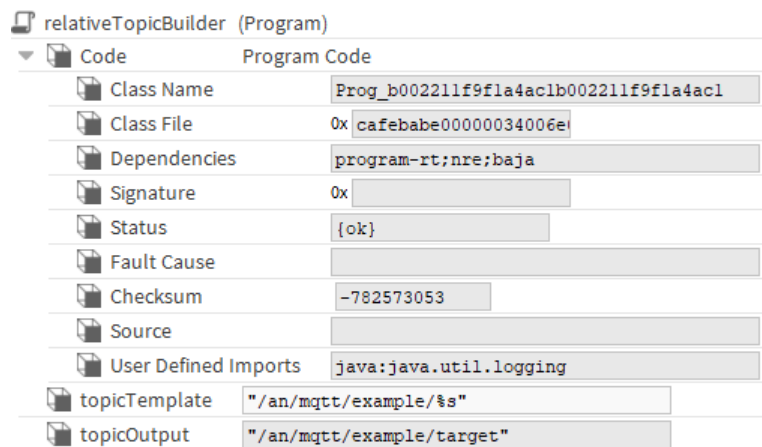 relativeTopicBuilder (Program)
Code Program Code
Class Name Prog_b002211f9f1a4ac1b002211f9f1a4ac1
Class File 0x cafebabe00000034006e
Dependencies program-rt;nre;baja
Signature 0x
Status {ok}
Fault Cause
Checksum -782573053
Source
User Defined Imports java:java.util.logging
topicTemplate "/an/mqtt/example/%s"
topicOutput "/an/mqtt/example/target"